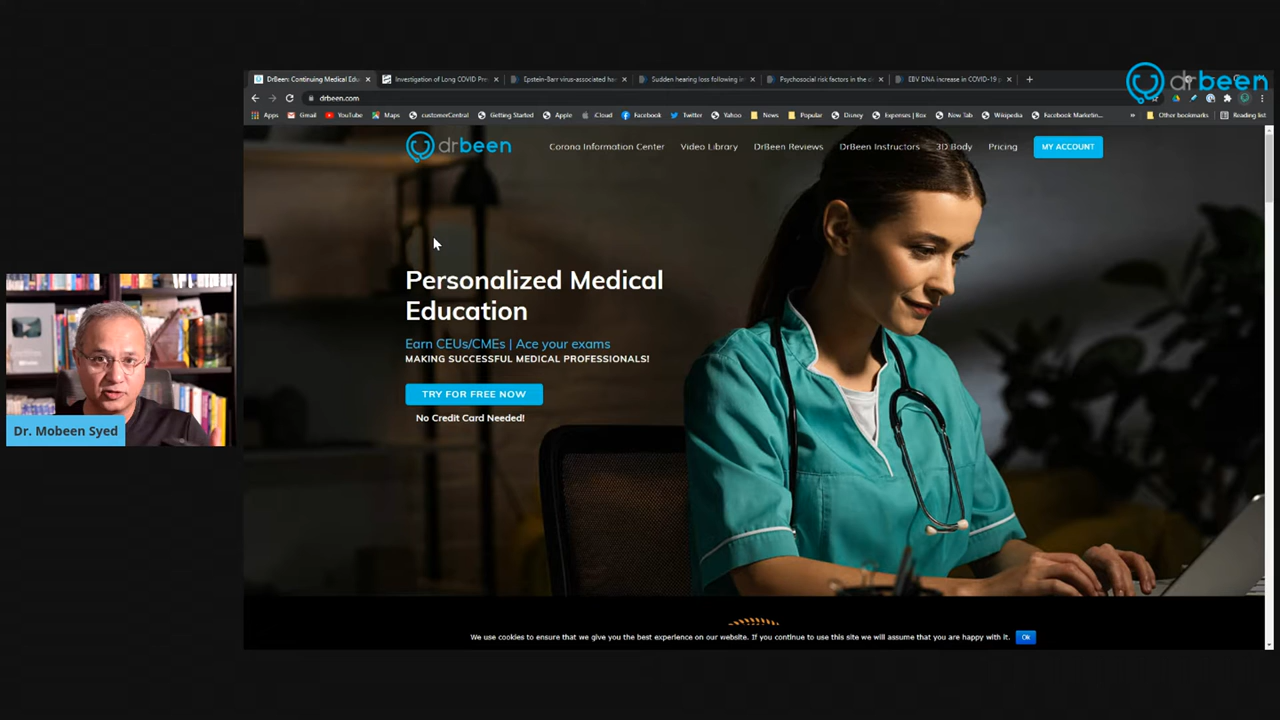 drbeen
DrBeen: Continuing Medical Edu
Investigation of Long COVID Pre
Epstein-Barr virus-associated he
Sudden hearing loss following in
Psychosocial risk factors in the c
EBV DNA increase in COVID-19 p
drbeen.com
Apps
Gmail
YouTube
Maps
customerCentral
Getting Started
Apple
iCloud
Facebook
Twitter
Yahoo
News
Popular
Disney
Expenses | Box
New Tab
Wikipedia
Facebook Marketin...
»
Other bookmarks
Reading list
drbeen
Corona Information Center
Video Library
DrBeen Reviews
DrBeen Instructors
3D Body
Pricing
MY ACCOUNT
Personalized Medical
Education
Earn CEUs/CMEs | Ace your exams
MAKING SUCCESSFUL MEDICAL PROFESSIONALS!
TRY FOR FREE NOW
No Credit Card Needed!
Dr. Mobeen Syed
We use cookies to ensure that we give you the best experience on our website. If you continue to use this site we will assume that you are happy with it.
Ok